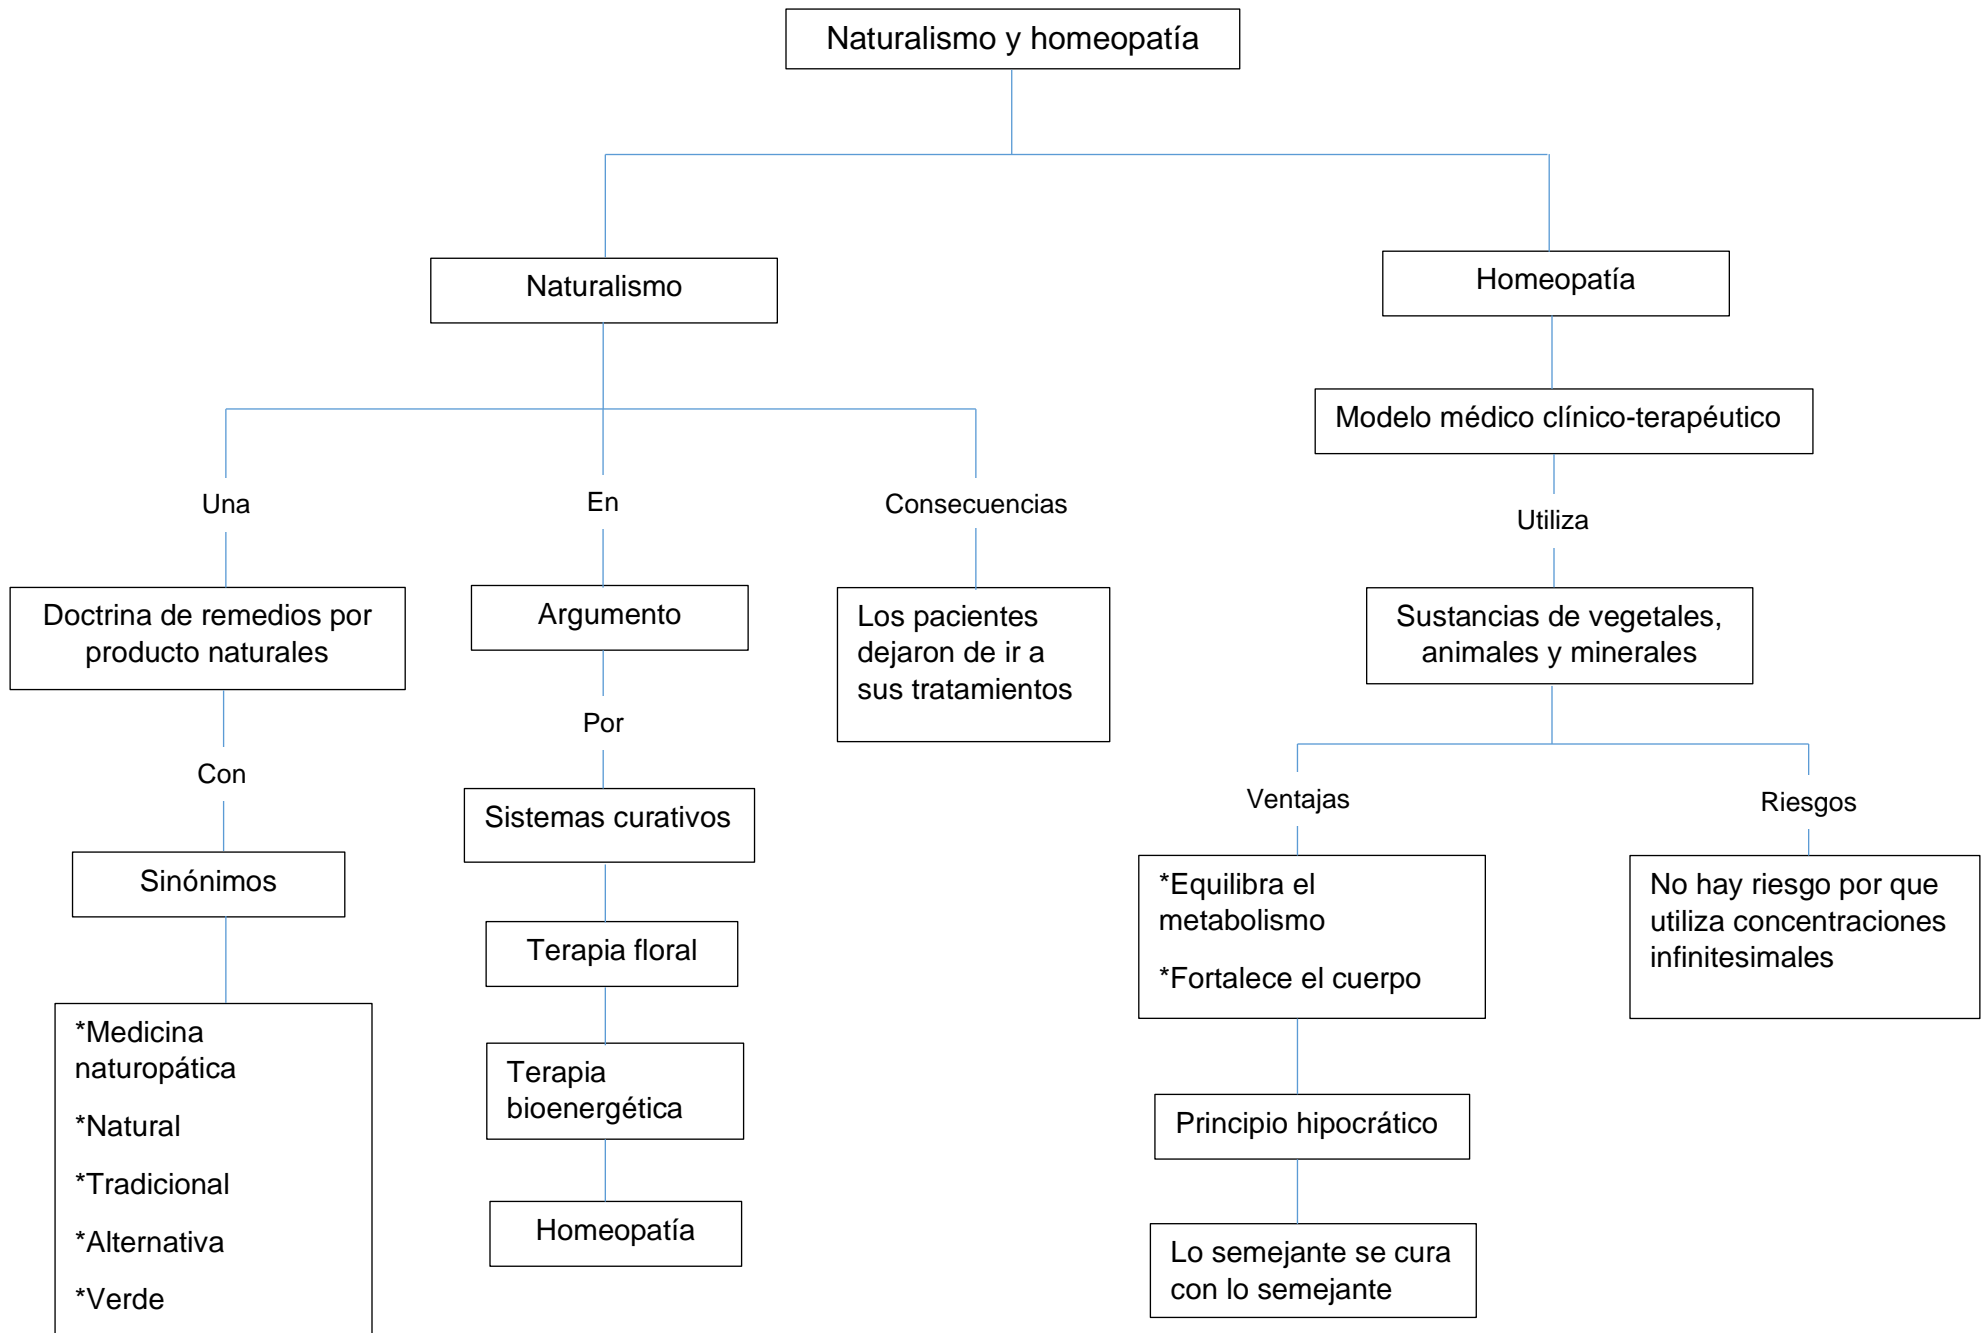 Naturalismo y homeopatía
Naturalismo
Homeopatía
Modelo médico clínico-terapéutico
Una
En
Consecuencias
Utiliza
Doctrina de remedios por
producto naturales
Argumento
Los pacientes
dejaron de ir a
sus tratamientos
Sustancias de vegetales,
animales y minerales
Con
Por
Ventajas
Riesgos
Sinónimos
Sistemas curativos
*Equilibra el
metabolismo
*Fortalece el cuerpo
No hay riesgo por que
utiliza concentraciones
infinitesimales
Terapia floral
*Medicina
naturopática
*Natural
*Tradicional
*Alternativa
*Verde
Terapia
bioenergética
Homeopatía
Principio hipocrático
Lo semejante se cura
con lo semejante